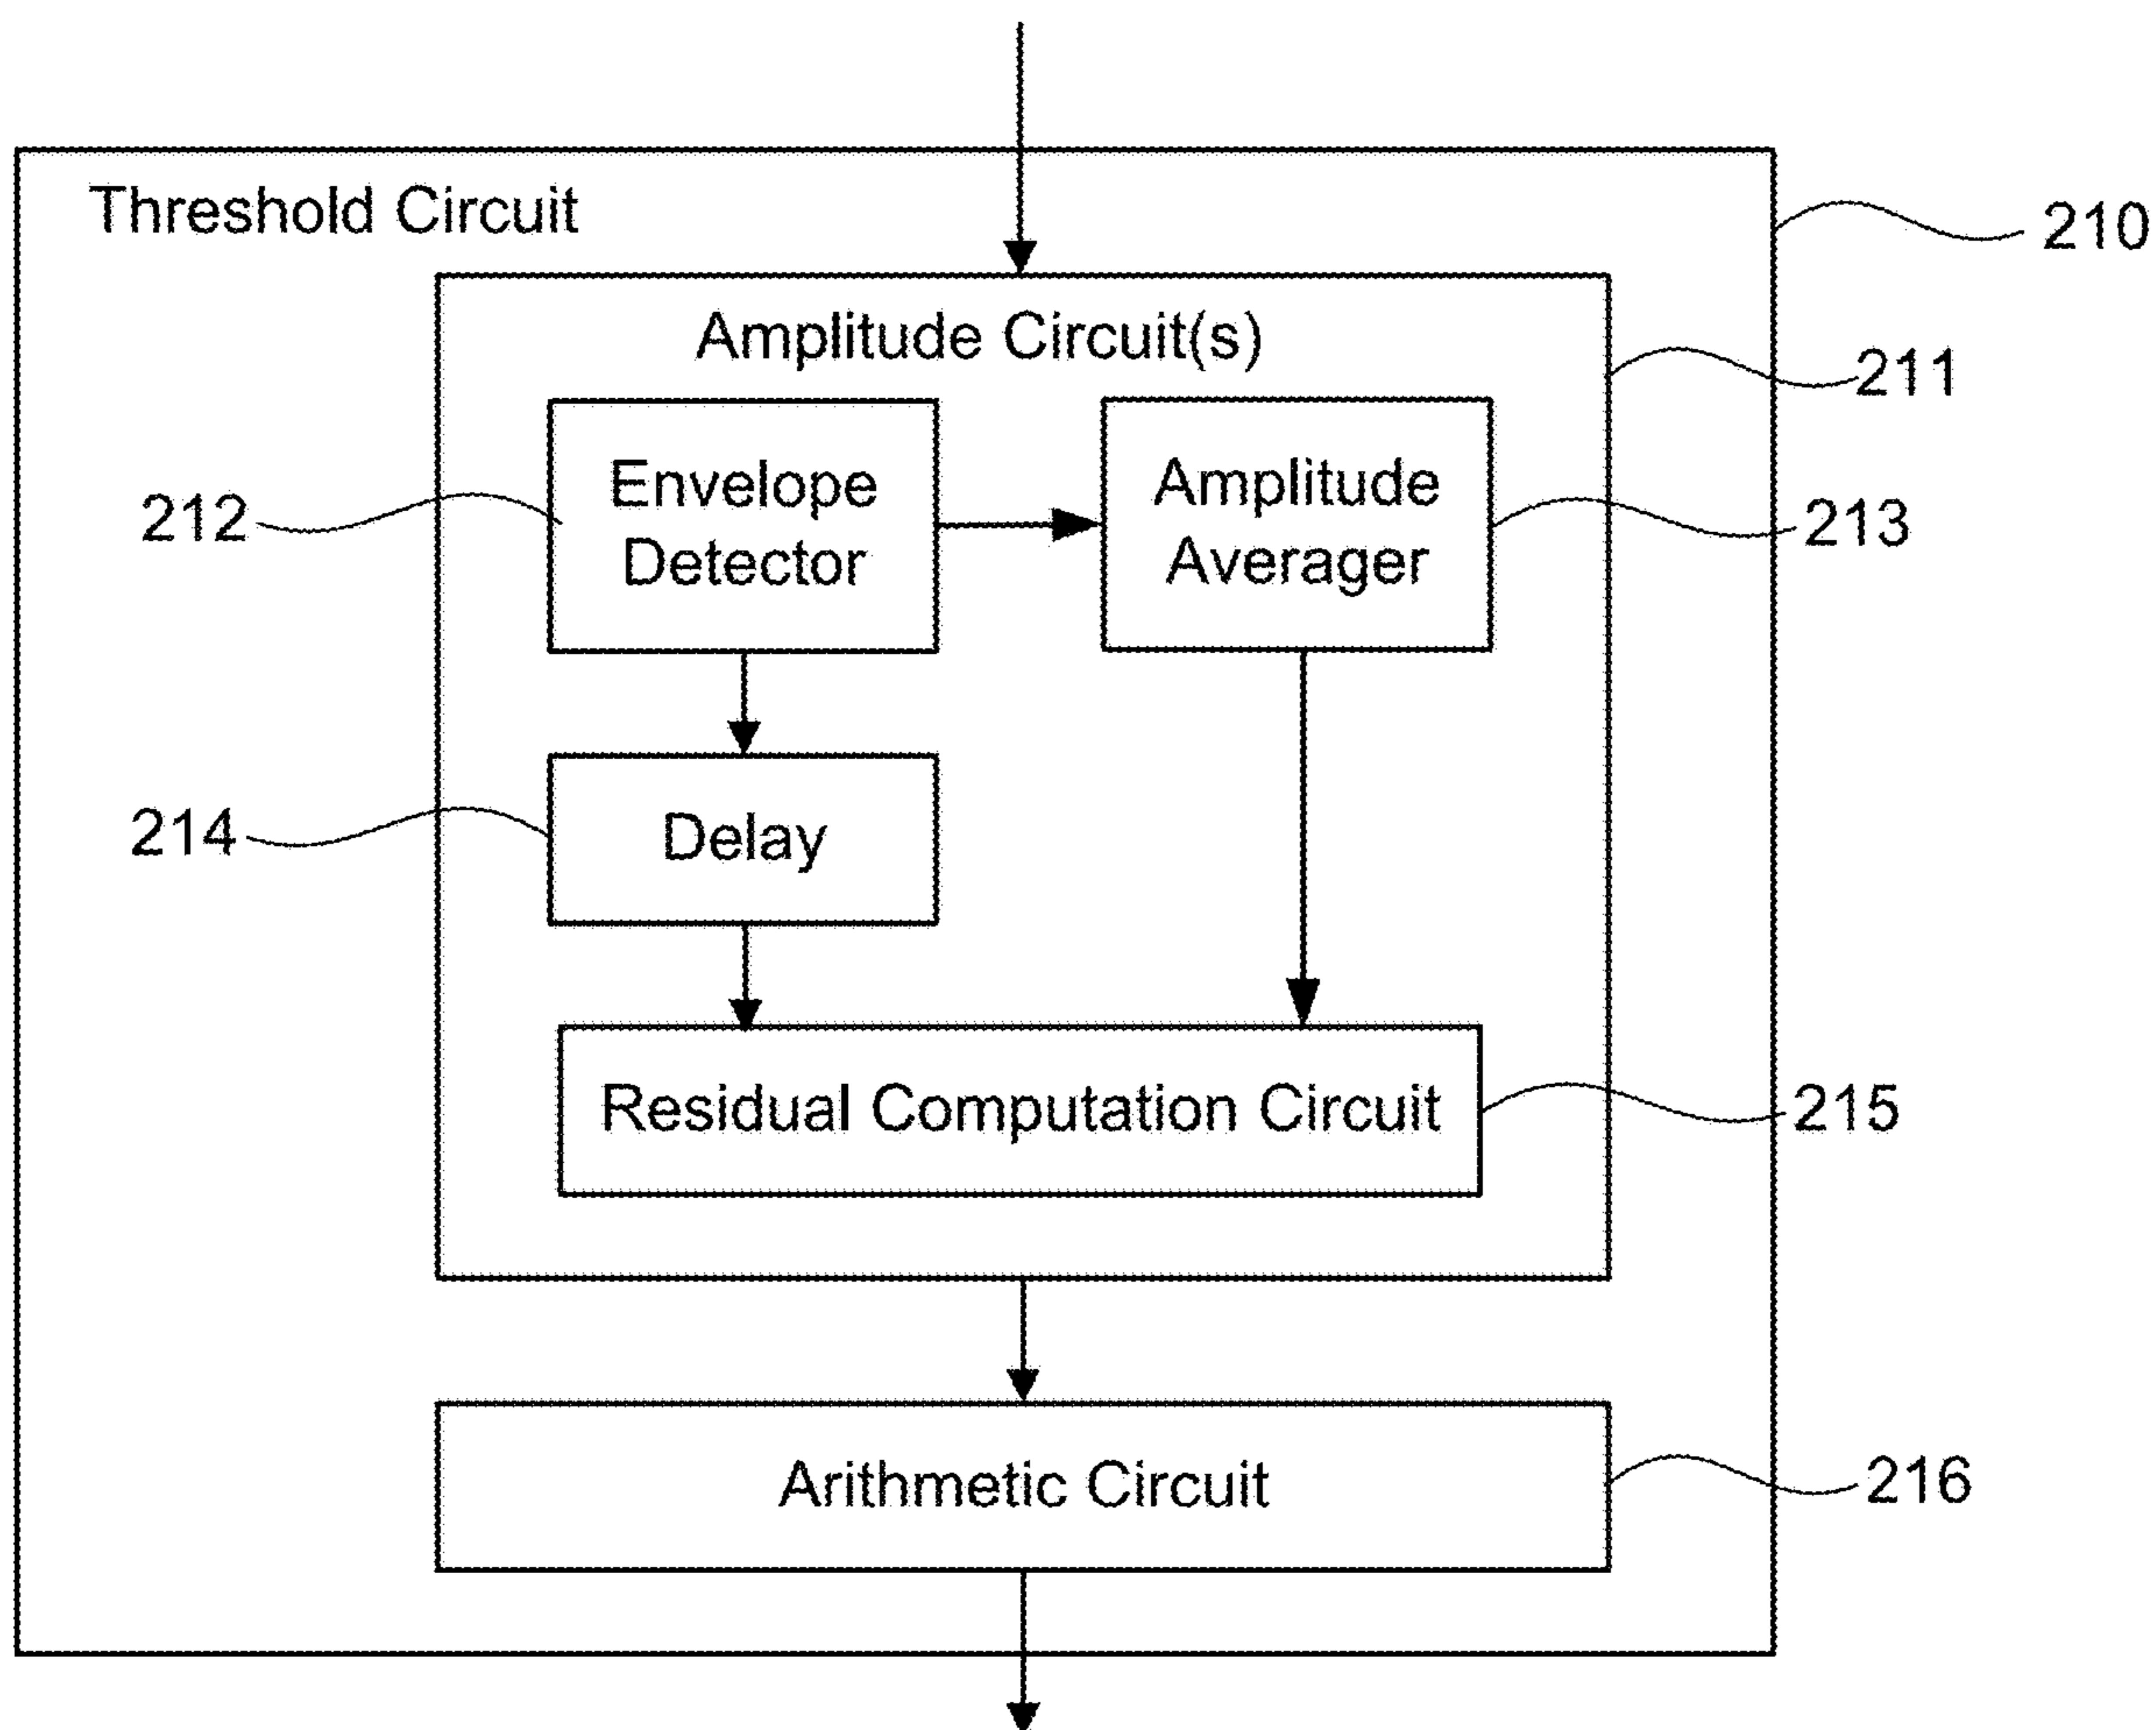 Threshold Circuit
210
Amplitude Circuit(s)
211
Envelope
Detector
212
Amplitude
Averager
213
Delay
214
Residual Computation Circuit
215
Arithmetic Circuit
216